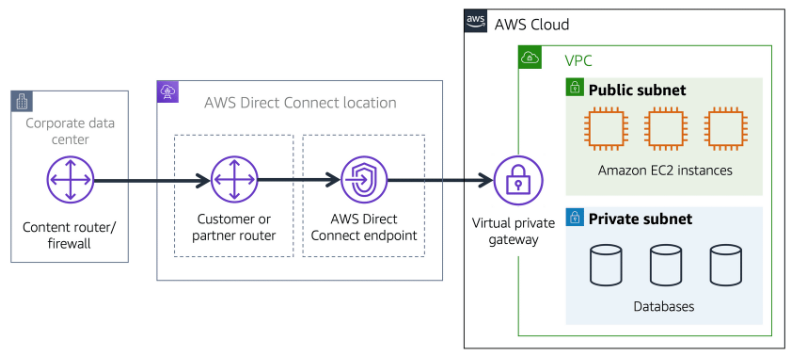 aws
AWS Cloud
VPC
Public subnet
Amazon EC2 instances
Private subnet
Databases
AWS Direct Connect location
Corporate data
center
Content router/
firewall
Customer or
partner router
AWS Direct
Connect endpoint
Virtual private
gateway